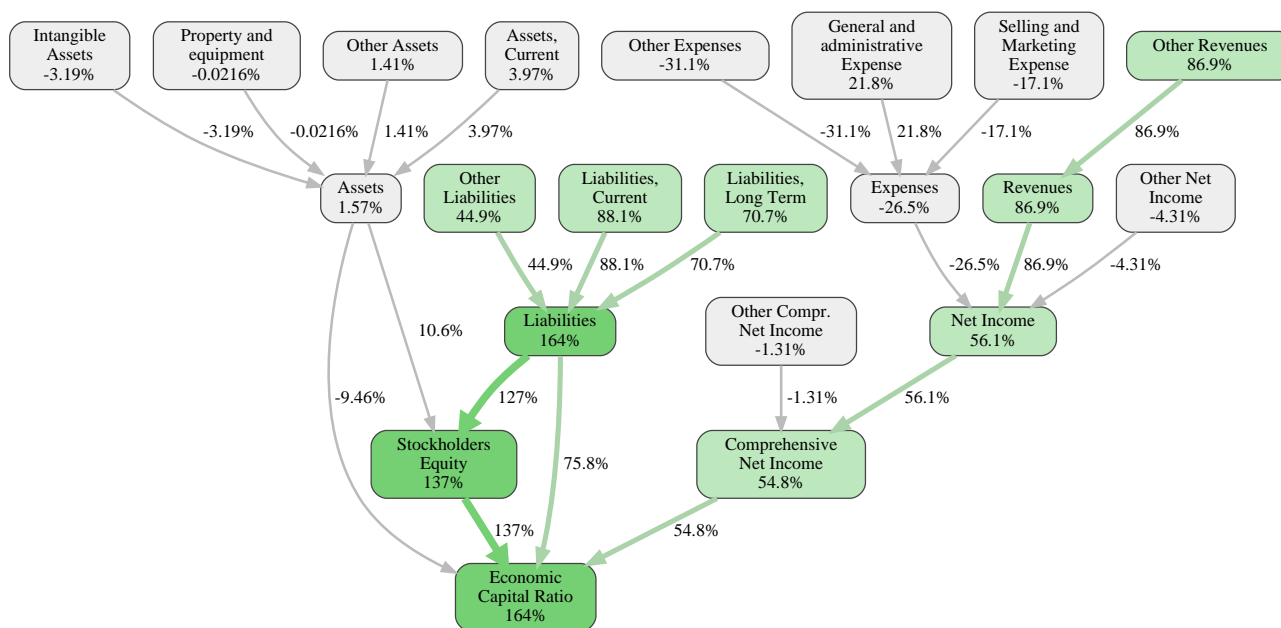 Intangible
Assets
-3.19%
Property and
equipment
-0.0216%
Other Assets
1.41%
Assets,
Current
3.97%
Other Expenses
-31.1%
General and
administrative
Expense
21.8%
Selling and
Marketing
Expense
-17.1%
Other Revenues
86.9%
-3.19%
-0.0216%
1.41%
3.97%
-31.1%
21.8%
-17.1%
86.9%
Assets
1.57%
Other
Liabilities
44.9%
Liabilities,
Current
88.1%
Liabilities,
Long Term
70.7%
Expenses
-26.5%
Revenues
86.9%
Other Net
Income
-4.31%
44.9%
88.1%
70.7%
-26.5%
86.9%
-4.31%
10.6%
Liabilities
164%
Other Compr.
Net Income
-1.31%
Net Income
56.1%
-9.46%
127%
-1.31%
56.1%
Stockholders
Equity
137%
75.8%
Comprehensive
Net Income
54.8%
137%
54.8%
Economic
Capital Ratio
164%